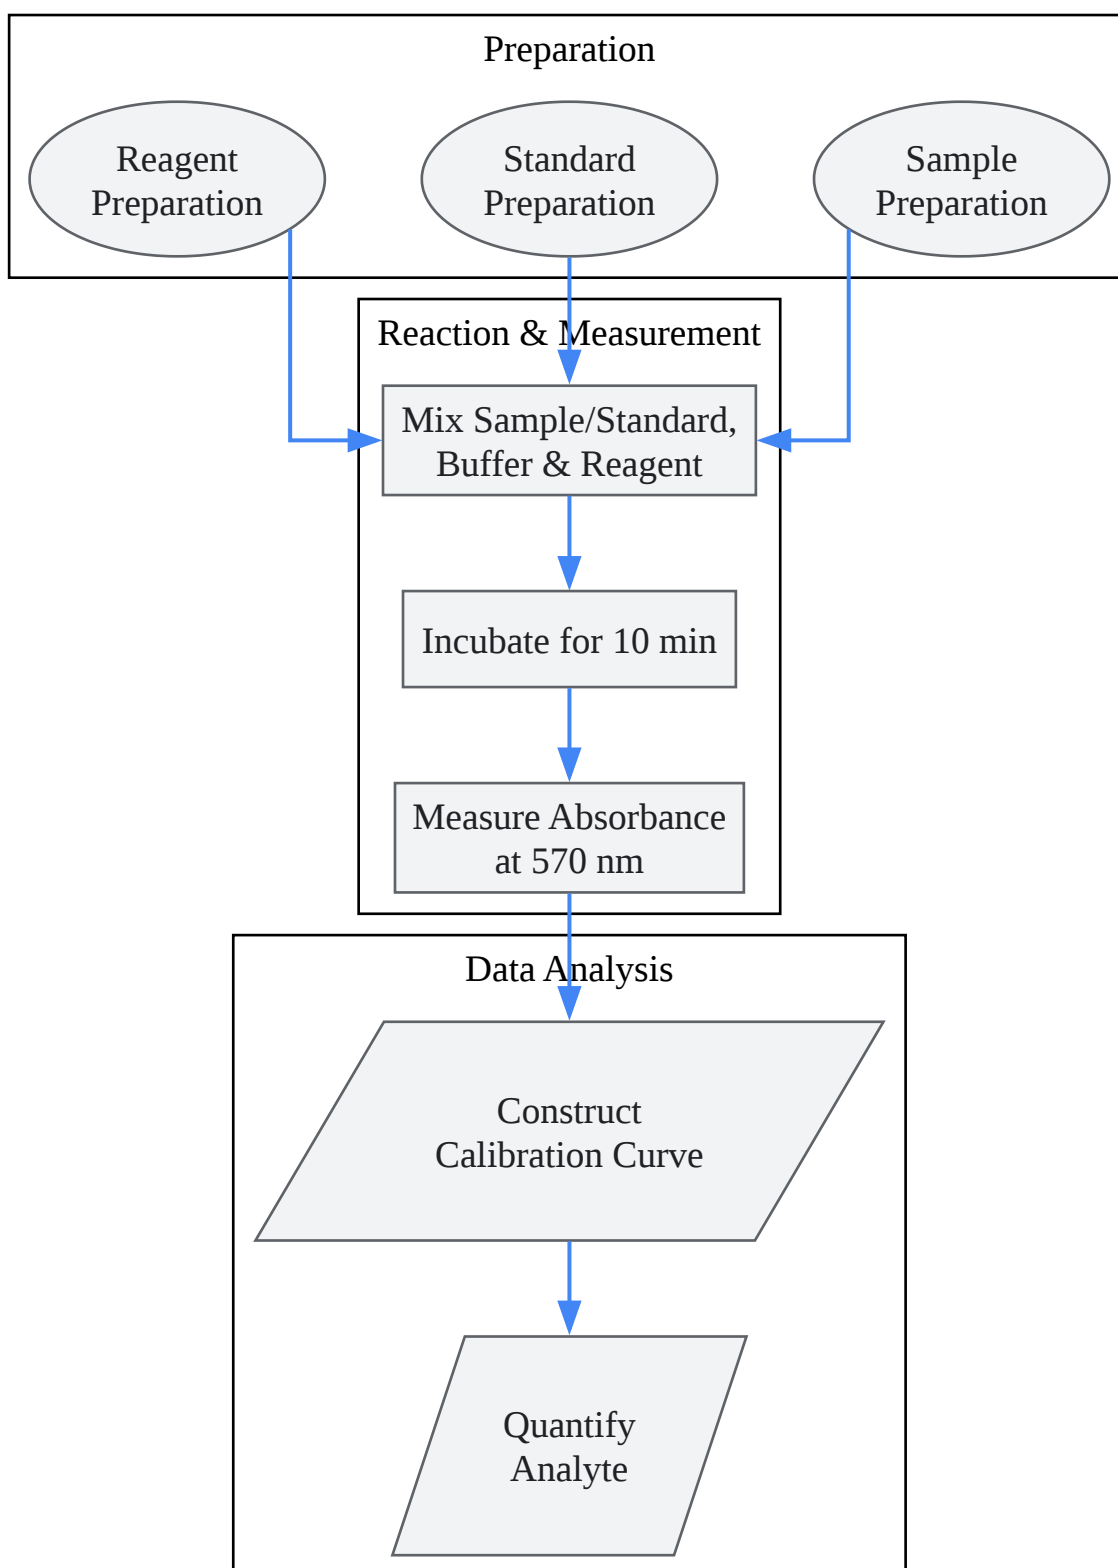 Preparation
Reagent
Preparation
Standard
Preparation
Sample
Preparation
Reaction & Measurement
Mix Sample/Standard,
Buffer & Reagent
Incubate for 10 min
Measure Absorbance
at 570 nm
Data Analysis
Construct
Calibration Curve
Quantify
Analyte